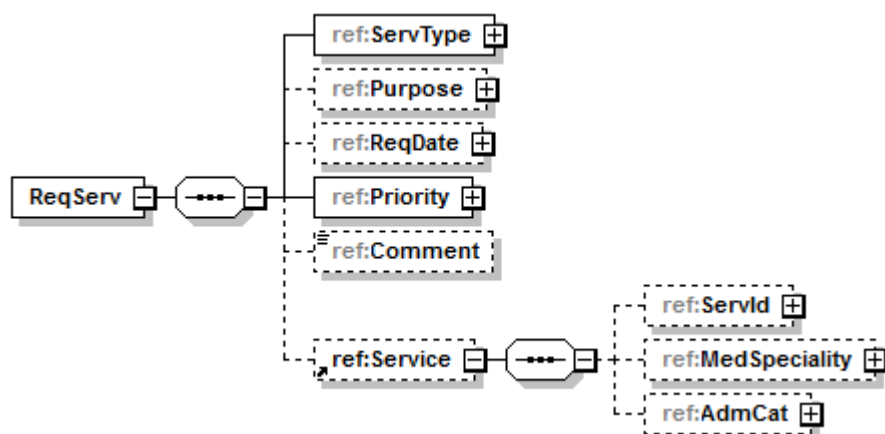 ref:ServType
ref:Purpose
ref:ReqDate
ReqServ
ref:Priority
ref:Comment
ref:ServId
ref:Service
ref:MedSpeciality
ref:AdmCat